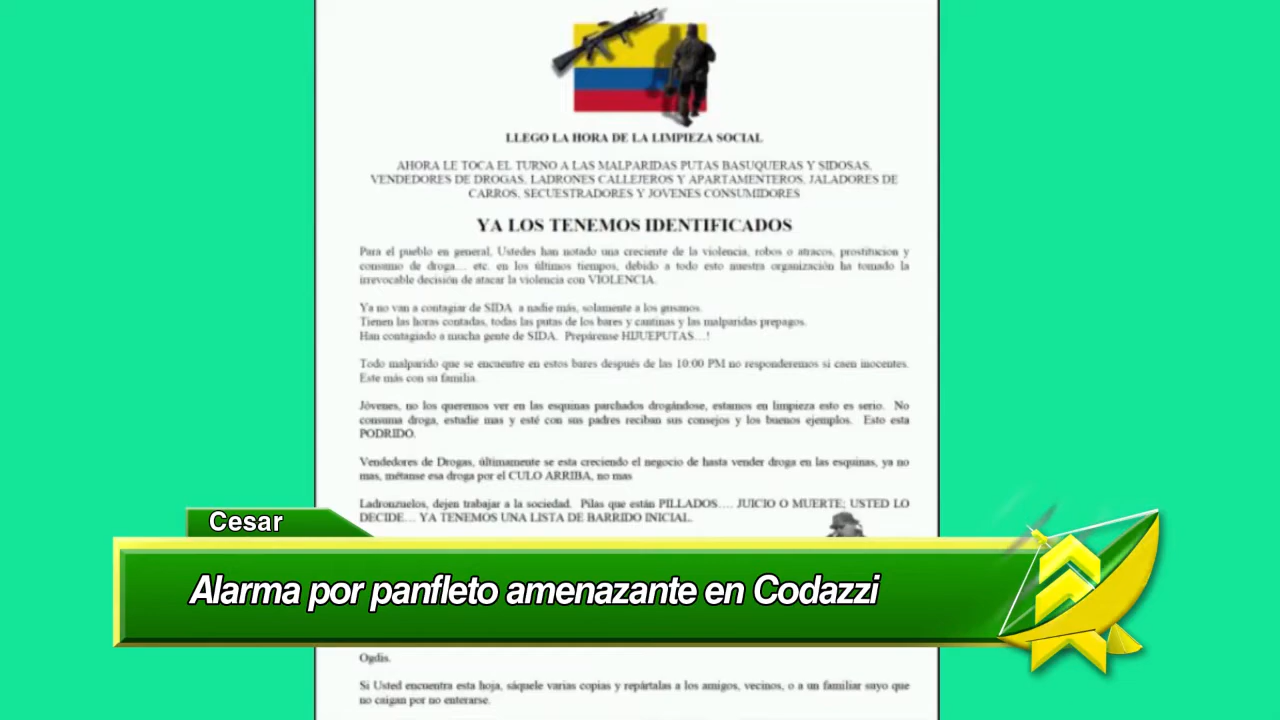 LLEGO LA HORA DE LA LIMPIEZA SOCIAL
AHORA LE TOCA EL TURNO A LAS MALPARIDAS PUTAS BASUQUERAS Y SIDOSAS,
VENDEDORES DE DROGAS, LADRONES CALLEJEROS Y APARTAMENTEROS, JALADORES DE
CARROS, SECUESTRADORES Y JOVENES CONSUMIDORES
YA LOS TENEMOS IDENTIFICADOS
Para el pueblo en general, Ustedes han notado una creciente de la violencia, robos o atracos, prostitucion y
consumo de droga… etc. en los últimos tiempos, debido a todo esto nuestra organización ha tomado la
irrevocable decisión de atacar la violencia con VIOLENCIA.
Ya no van a contagiar de SIDA a nadie más, solamente a los gusanos.
Tienen las horas contadas, todas las putas de los bares y cantinas y las malparidas prepagos.
Han contagiado a mucha gente de SIDA. Prepárense HIJUEPUTAS…!
Todo malparido que se encuentre en estos bares después de las 10:00 PM no responderemos si caen inocentes.
Este más con su familia.
Jóvenes, no los queremos ver en las esquinas parchados drogándose, estamos en limpieza esto es serio. No
consuma droga, estudie mas y esté con sus padres reciban sus consejos y los buenos ejemplos. Esto esta
PODRIDO.
Vendedores de Drogas, últimamente se esta creciendo el negocio de hasta vender droga en las esquinas, ya no
mas, métanse esa droga por el CULO ARRIBA, no mas
Ladronzuelos, dejen trabajar a la sociedad. Pilas que están PILLADOS…. JUICIO O MUERTE; USTED LO
DECIDE… YA TENEMOS UNA LISTA DE BARRIDO INICIAL.
Cesar
Alarma por panfleto amenazante en Codazzi
Ogdis.
Si Usted encuentra esta hoja, sáquele varias copias y repártalas a los amigos, vecinos, o a un familiar suyo que
no caigan por no enterarse.